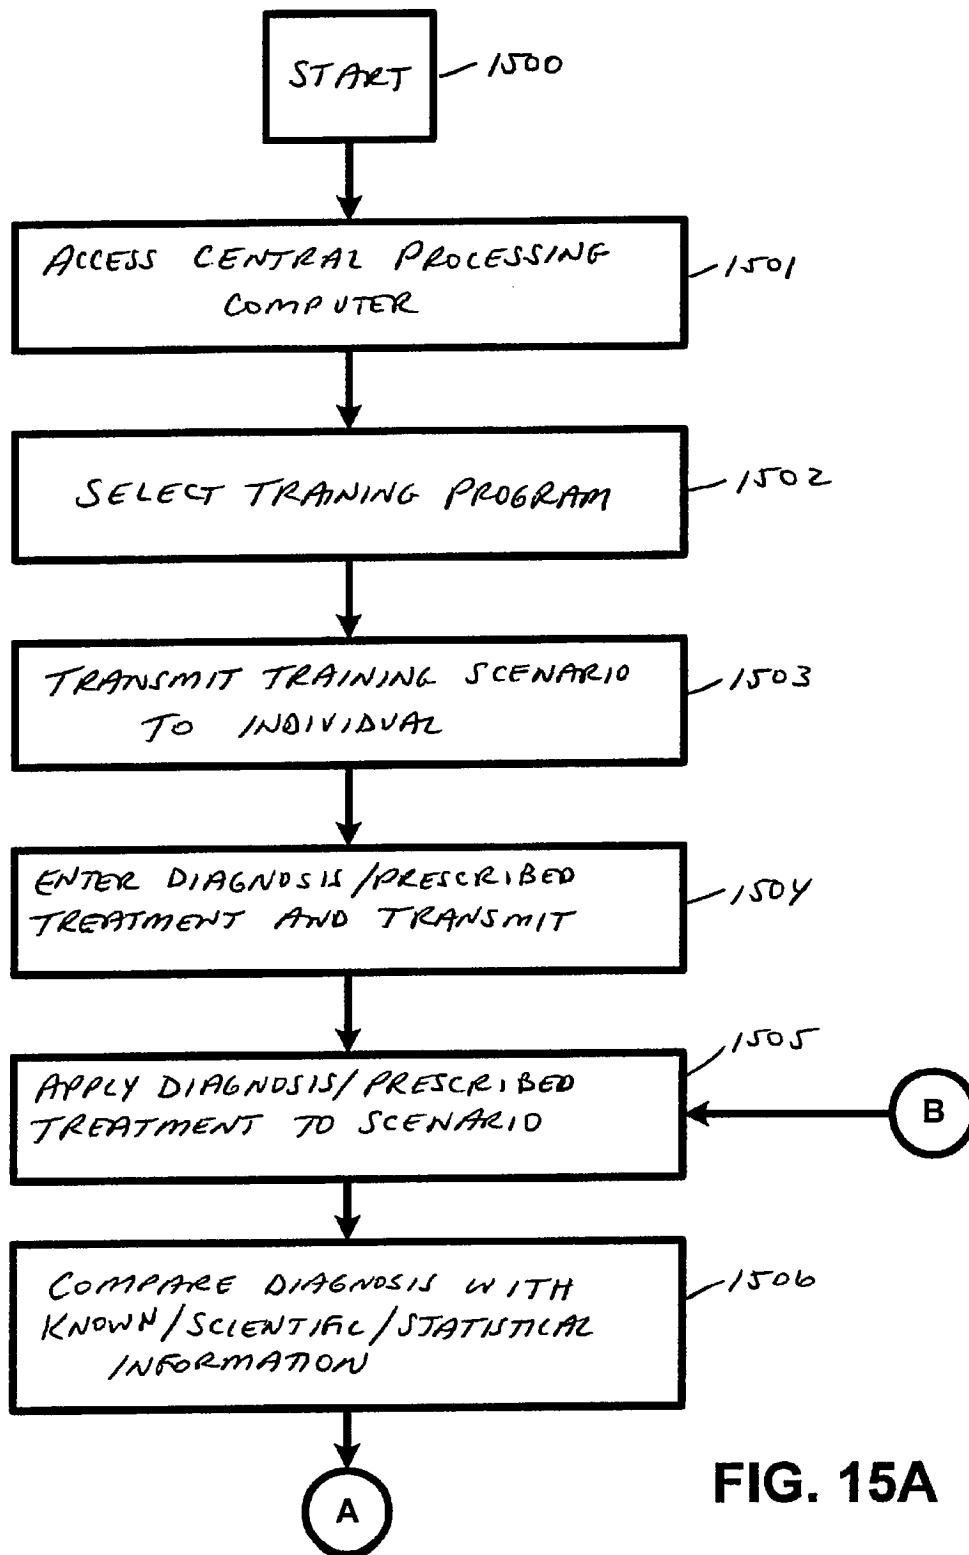 START
1500
ACCESS CENTRAL PROCESSING
COMPUTER
1501
SELECT TRAINING PROGRAM
1502
TRANSMIT TRAINING SCENARIO
TO INDIVIDUAL
1503
ENTER DIAGNOSIS/PRESCRIBED
TREATMENT AND TRANSMIT
1504
APPLY DIAGNOSIS/PRESCRIBED
TREATMENT TO SCENARIO
1505
B
COMPARE DIAGNOSIS WITH
KNOWN/SCIENTIFIC/STATISTICAL
INFORMATION
1506
A
FIG. 15A